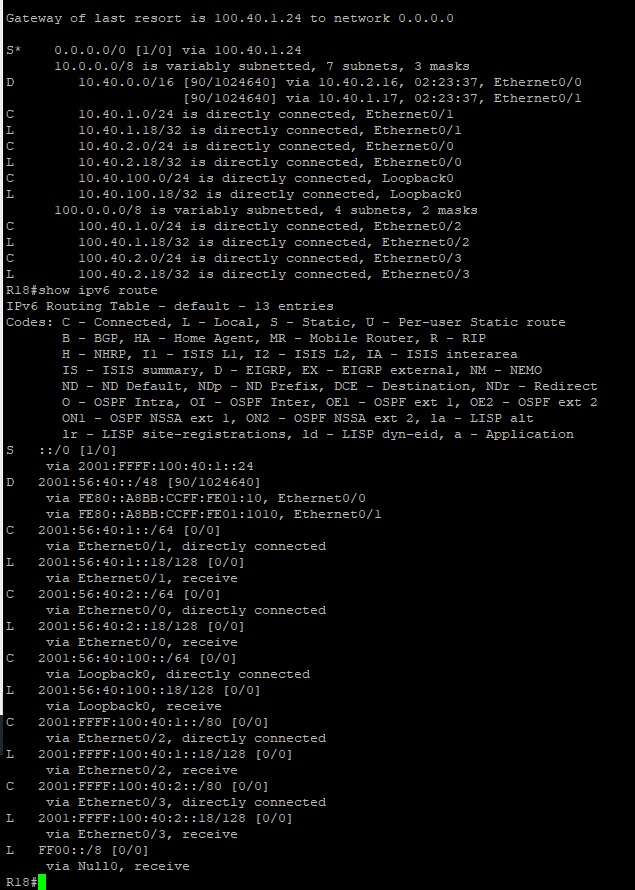 Gateway of last resort is 100.40.1.24 to network 0.0.0.0
S*    0.0.0.0/0 [1/0] via 100.40.1.24
      10.0.0.0/8 is variably subnetted, 7 subnets, 3 masks
D        10.40.0.0/16 [90/1024640] via 10.40.2.16, 02:23:37, Ethernet0/0
                      [90/1024640] via 10.40.1.17, 02:23:37, Ethernet0/1
C        10.40.1.0/24 is directly connected, Ethernet0/1
L        10.40.1.18/32 is directly connected, Ethernet0/1
C        10.40.2.0/24 is directly connected, Ethernet0/0
L        10.40.2.18/32 is directly connected, Ethernet0/0
C        10.40.100.0/24 is directly connected, Loopback0
L        10.40.100.18/32 is directly connected, Loopback0
      100.0.0.0/8 is variably subnetted, 4 subnets, 2 masks
C        100.40.1.0/24 is directly connected, Ethernet0/2
L        100.40.1.18/32 is directly connected, Ethernet0/2
C        100.40.2.0/24 is directly connected, Ethernet0/3
L        100.40.2.18/32 is directly connected, Ethernet0/3
R18#show ipv6 route
IPv6 Routing Table - default - 13 entries
Codes: C - Connected, L - Local, S - Static, U - Per-user Static route
       B - BGP, HA - Home Agent, MR - Mobile Router, R - RIP
       H - NHRP, I1 - ISIS L1, I2 - ISIS L2, IA - ISIS interarea
       IS - ISIS summary, D - EIGRP, EX - EIGRP external, NM - NEMO
       ND - ND Default, NDp - ND Prefix, DCE - Destination, NDr - Redirect
       O - OSPF Intra, OI - OSPF Inter, OE1 - OSPF ext 1, OE2 - OSPF ext 2
       ON1 - OSPF NSSA ext 1, ON2 - OSPF NSSA ext 2, la - LISP alt
       lr - LISP site-registrations, ld - LISP dyn-eid, a - Application
S   ::/0 [1/0]
     via 2001:FFFF:100:40:1::24
D   2001:56:40::/48 [90/1024640]
     via FE80::A8BB:CCFF:FE01:10, Ethernet0/0
     via FE80::A8BB:CCFF:FE01:1010, Ethernet0/1
C   2001:56:40:1::/64 [0/0]
     via Ethernet0/1, directly connected
L   2001:56:40:1::18/128 [0/0]
     via Ethernet0/1, receive
C   2001:56:40:2::/64 [0/0]
     via Ethernet0/0, directly connected
L   2001:56:40:2::18/128 [0/0]
     via Ethernet0/0, receive
C   2001:56:40:100::/64 [0/0]
     via Loopback0, directly connected
L   2001:56:40:100::18/128 [0/0]
     via Loopback0, receive
C   2001:FFFF:100:40:1::/80 [0/0]
     via Ethernet0/2, directly connected
L   2001:FFFF:100:40:1::18/128 [0/0]
     via Ethernet0/2, receive
C   2001:FFFF:100:40:2::/80 [0/0]
     via Ethernet0/3, directly connected
L   2001:FFFF:100:40:2::18/128 [0/0]
     via Ethernet0/3, receive
L   FF00::/8 [0/0]
     via Null0, receive
R18#